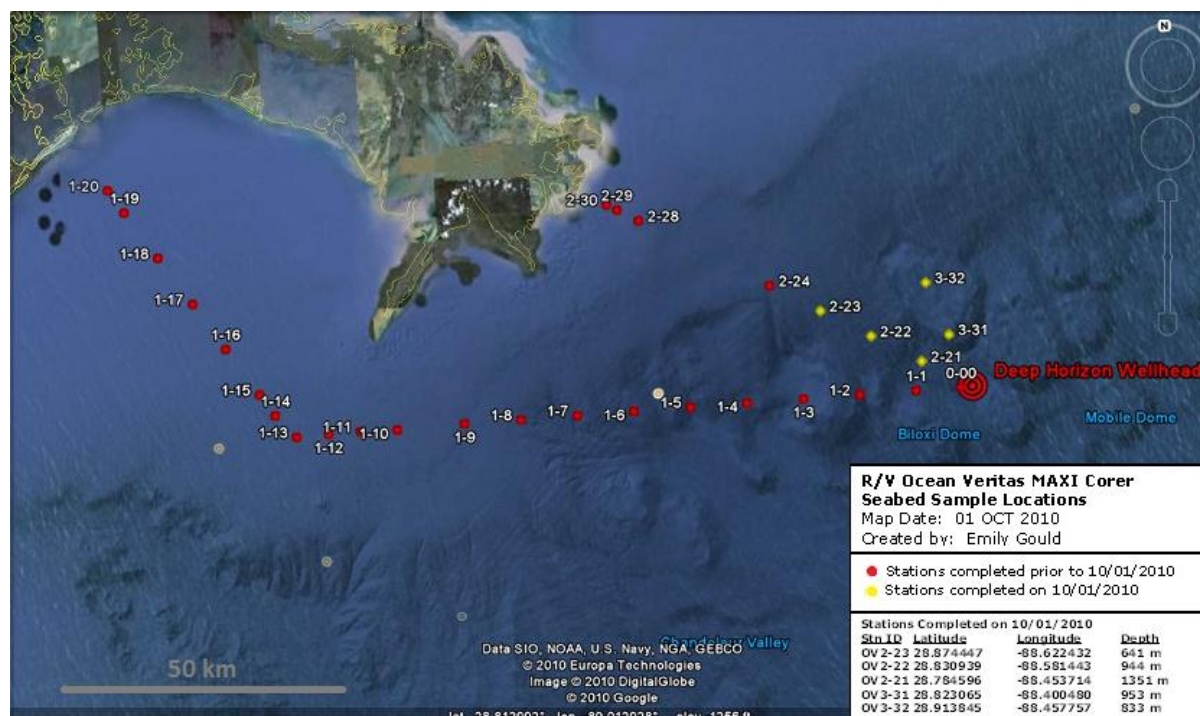 N
1-20
1-19
1-18
1-17
1-16
1-15
1-14
1-13
1-12
1-11
1-10
1-9
1-8
1-7
1-6
1-5
1-4
1-3
1-2
1-1
0-00
2-30
2-29
2-28
2-24
2-23
2-22
2-21
3-32
3-31
Deep Horizon Wellhead
Mobile Dome
Biloxi Dome
Chandeleur Valley
50 km
Data SIO, NOAA, U.S. Navy, NGA, GEBCO
© 2010 Europa Technologies
Image © 2010 DigitalGlobe
© 2010 Google
R/V Ocean Veritas MAXI Corer
Seabed Sample Locations
Map Date: 01 OCT 2010
Created by: Emily Gould
Stations completed prior to 10/01/2010
Stations completed on 10/01/2010
Stations Completed on 10/01/2010
Stn ID Latitude Longitude Depth
OV 2-23 28.874447 -88.622432 641 m
OV 2-22 28.830939 -88.581443 944 m
OV 2-21 28.784596 -88.453714 1351 m
OV 3-31 28.823065 -88.400480 953 m
OV 3-32 28.913845 -88.457757 833 m